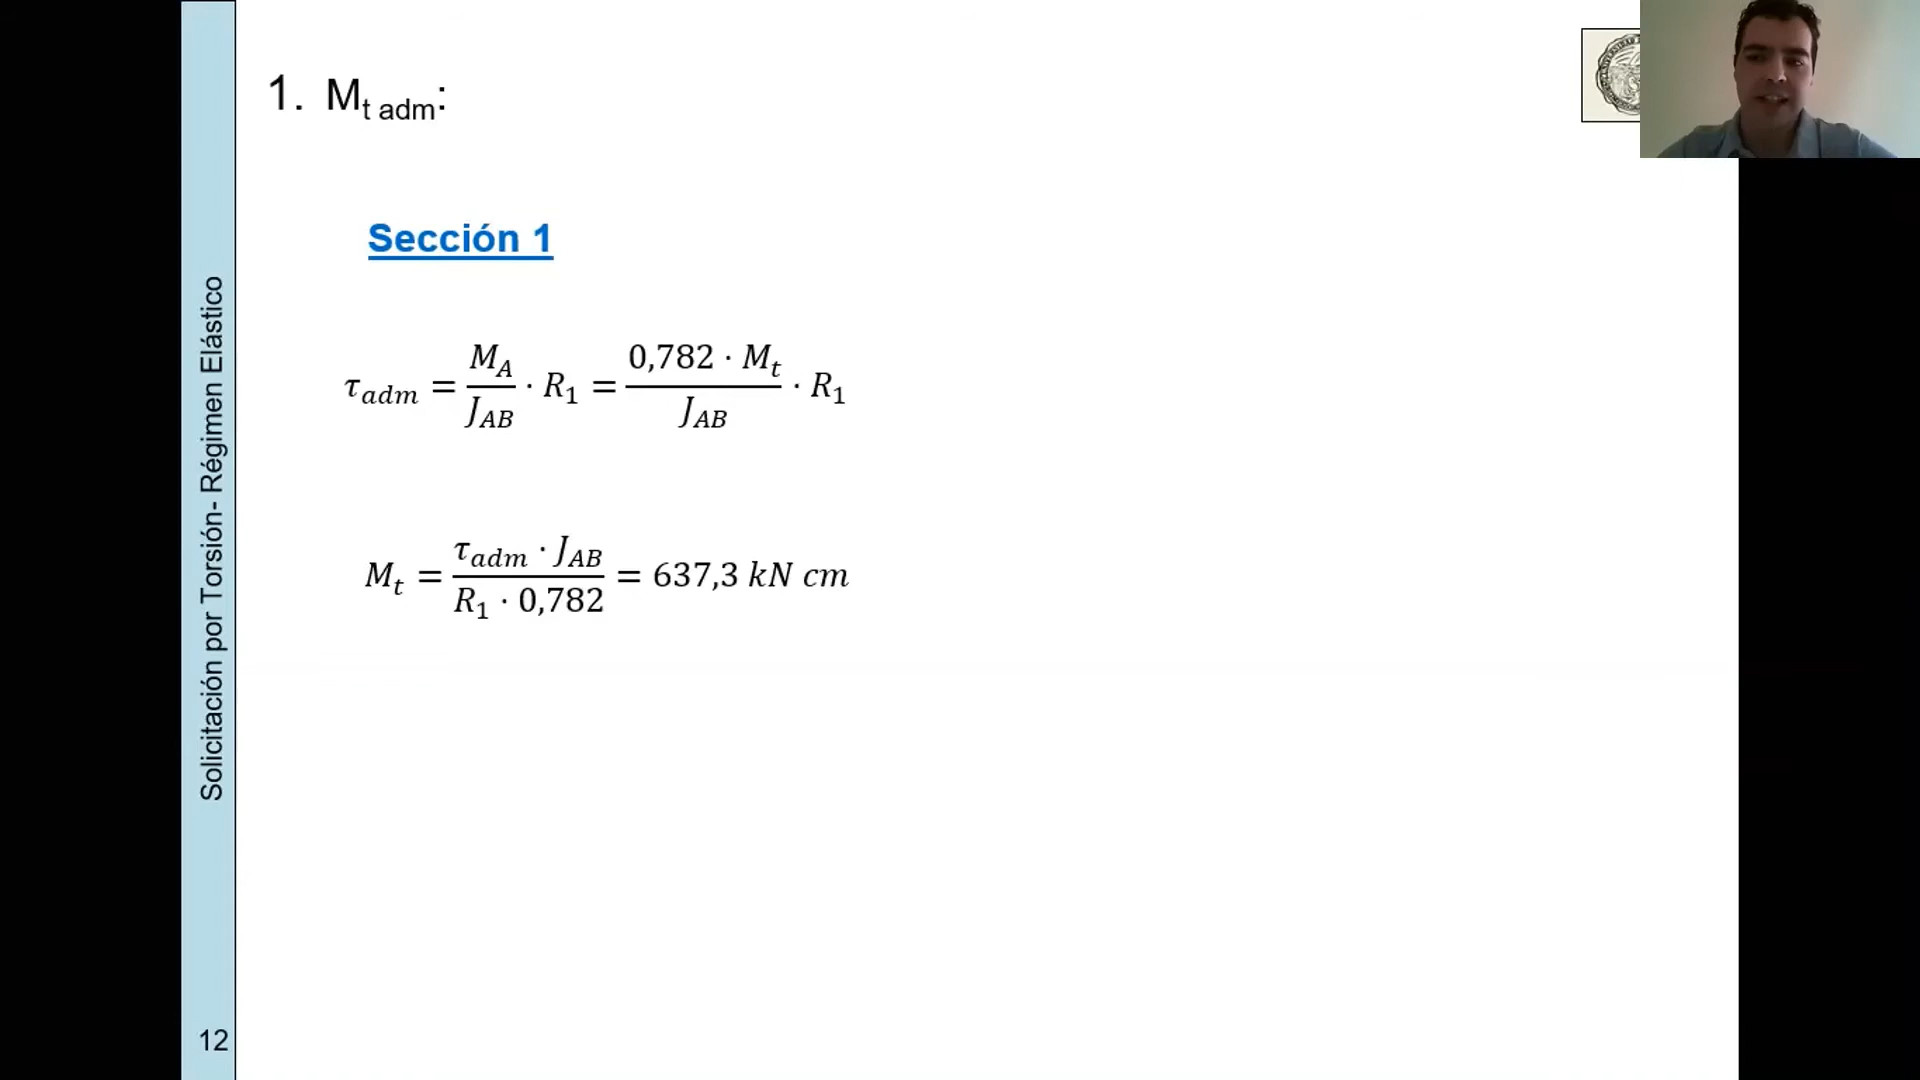 1. Mt adm:
Sección 1
τadm = MA/JAB · R1 = 0,782 · Mt/JAB · R1
Mt = τadm · JAB/R1 · 0,782 = 637,3 kN cm
Solicitación por Torsión- Régimen Elástico
12